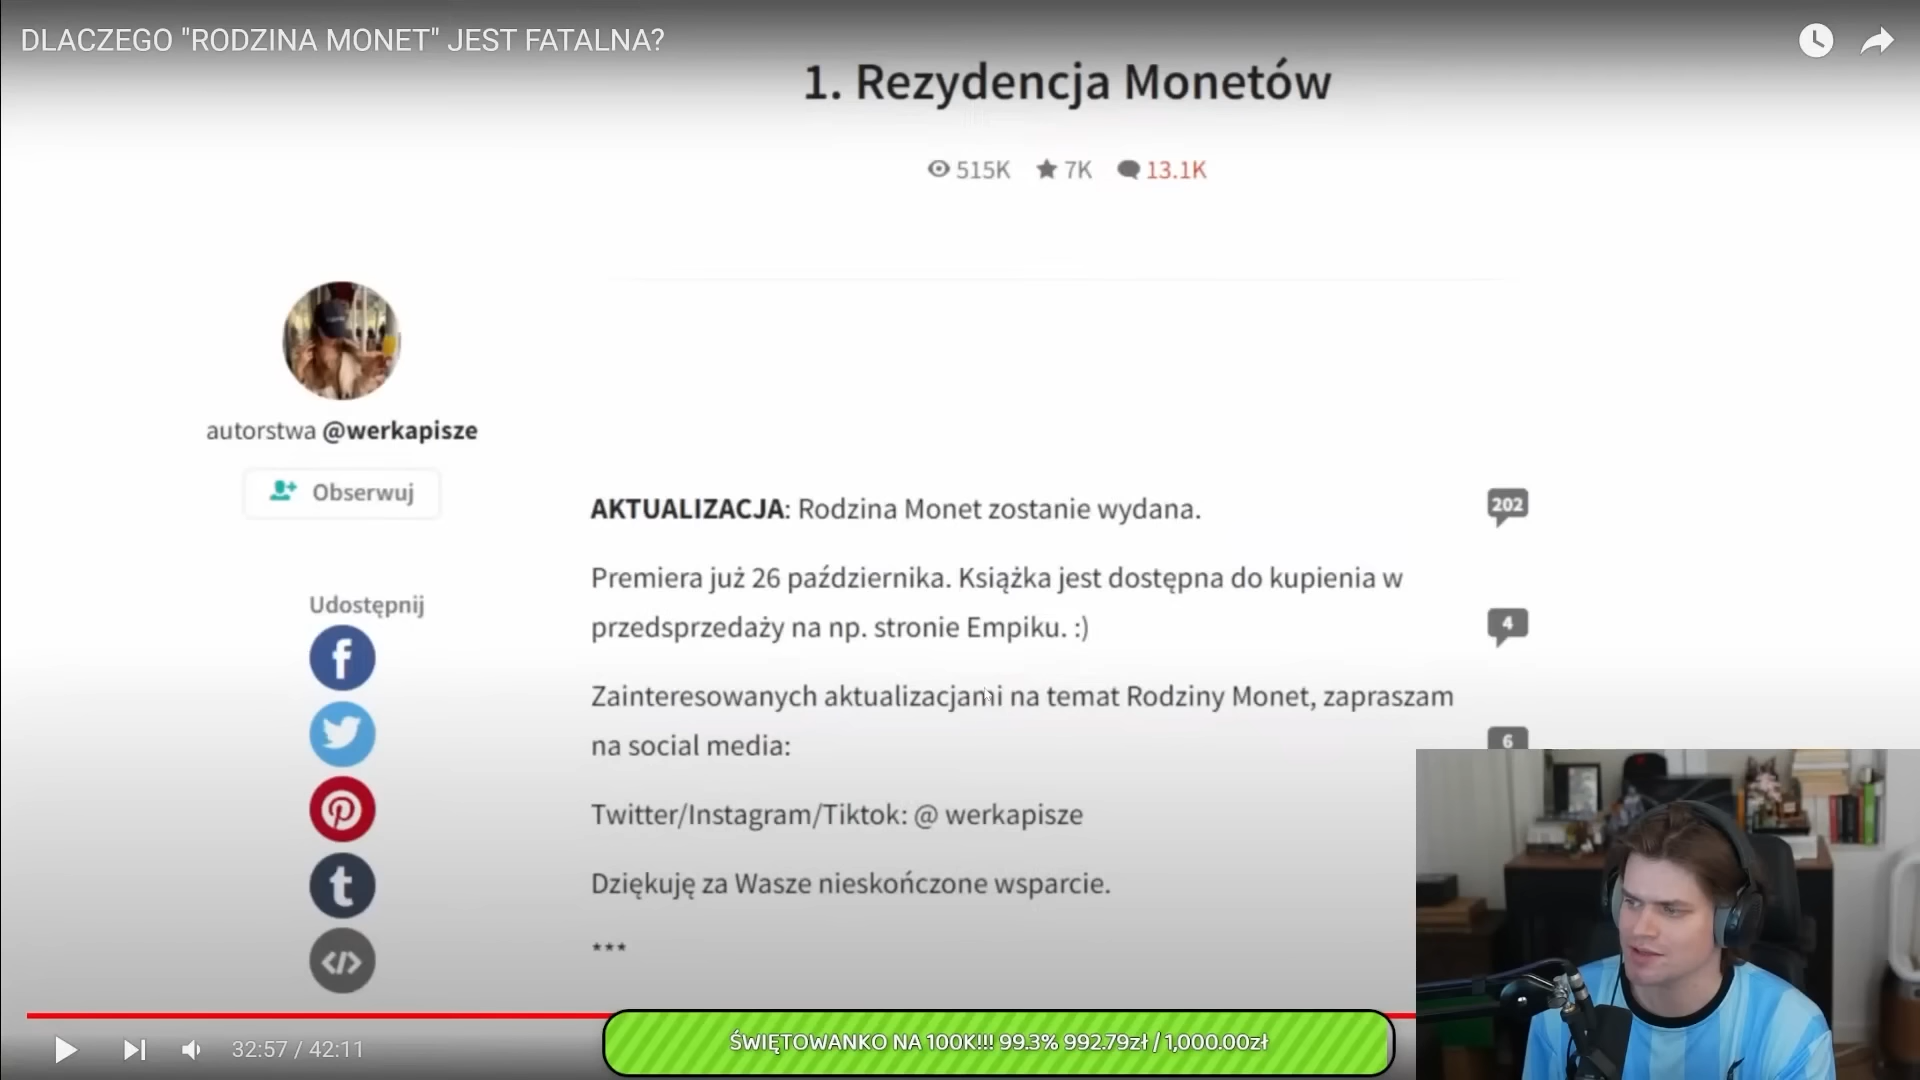 DLACZEGO "RODZINA MONET" JEST FATALNA?
1. Rezydencja Monetów
515K 7K 13.1K
autorstwa @werkapisze
Obserwuj
Udostępnij
AKTUALIZACJA: Rodzina Monet zostanie wydana.
202
Premiera już 26 października. Książka jest dostępna do kupienia w
przedsprzedaży na np. stronie Empiku. :)
4
Zainteresowanych aktualizacjami na temat Rodziny Monet, zapraszam
na social media:
6
Twitter/Instagram/Tiktok: @ werkapisze
Dziękuję za Wasze nieskończone wsparcie.
***
32:57 / 42:11
ŚWIĘTOWANKO NA 100K!!! 99.3% 992.79zł / 1,000.00zł